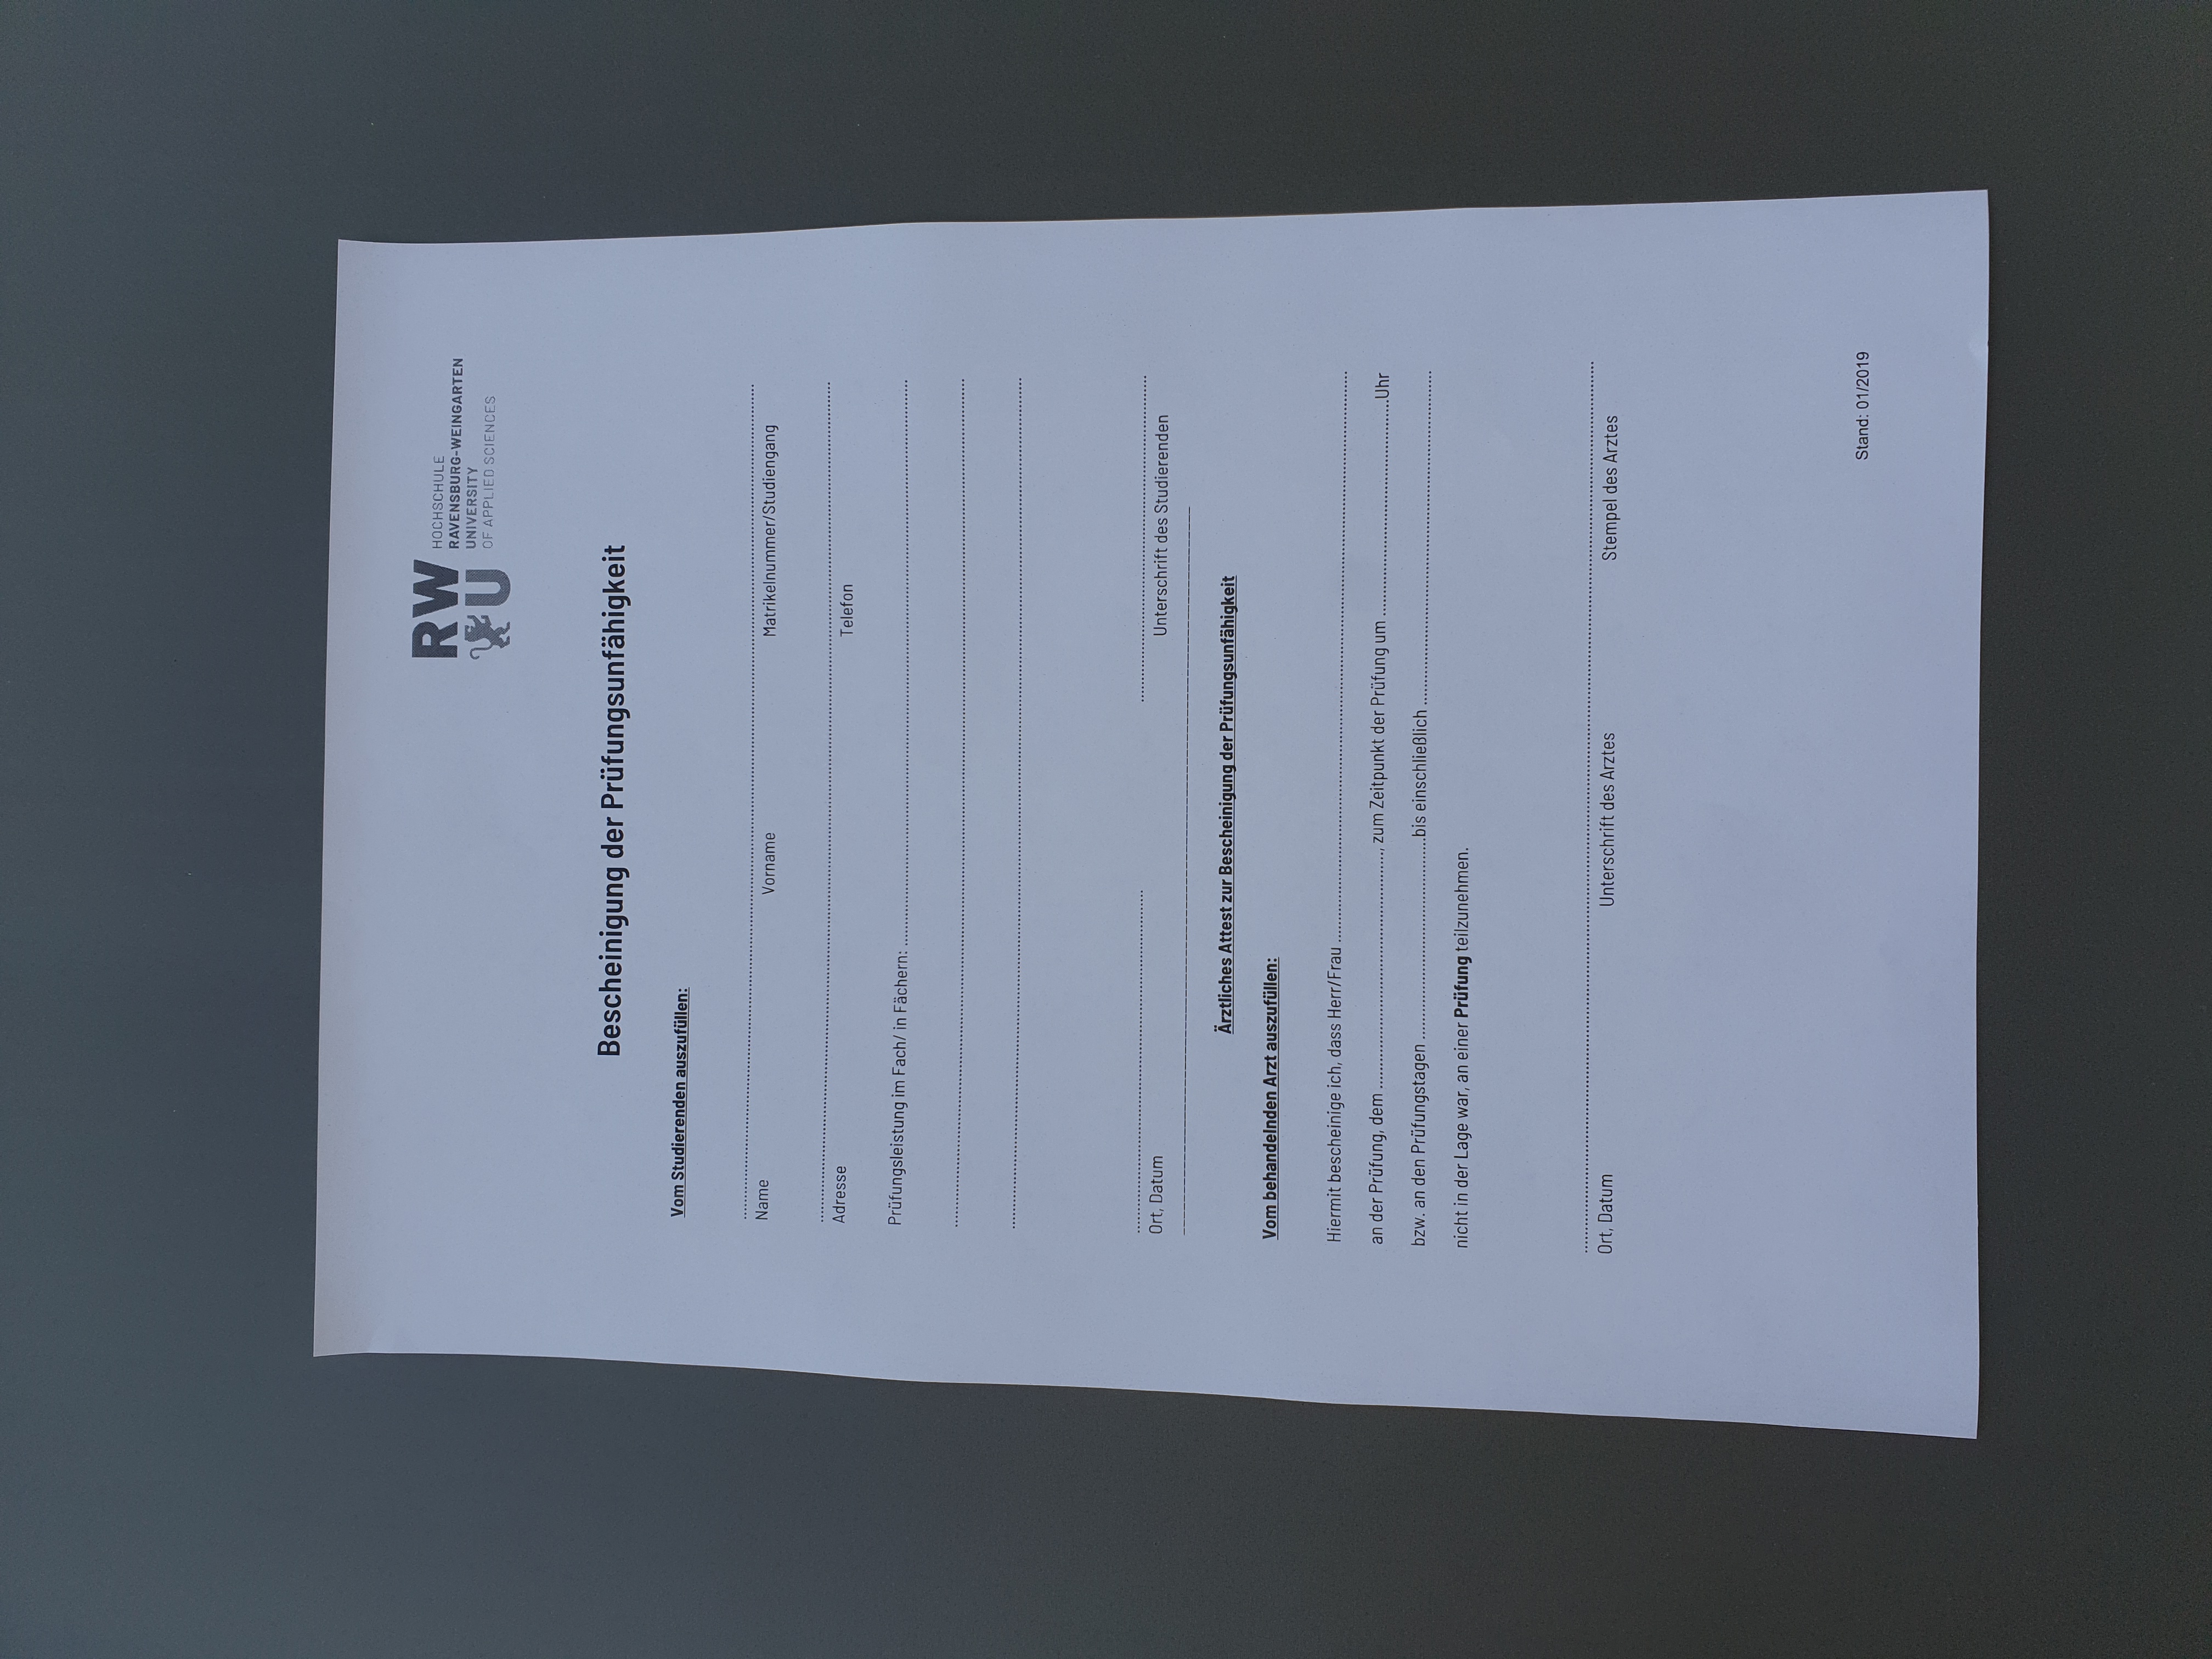 RW
U
HOCHSCHULE
RAVENSBURG-WEINGARTEN
UNIVERSITY
OF APPLIED SCIENCES
Bescheinigung der Prüfungsunfähigkeit
Vom Studierenden auszufüllen:
Name Vorname Matrikelnummer/Studiengang
Adresse Telefon
Prüfungsleistung im Fach/ in Fächern:
Ort, Datum Unterschrift des Studierenden
Ärztliches Attest zur Bescheinigung der Prüfungsunfähigkeit
Vom behandelnden Arzt auszufüllen:
Hiermit bescheinige ich, dass Herr/Frau
an der Prüfung, dem , zum Zeitpunkt der Prüfung um Uhr
bzw. an den Prüfungstagen bis einschließlich
nicht in der Lage war, an einer Prüfung teilzunehmen.
Ort, Datum Unterschrift des Arztes Stempel des Arztes
Stand: 01/2019